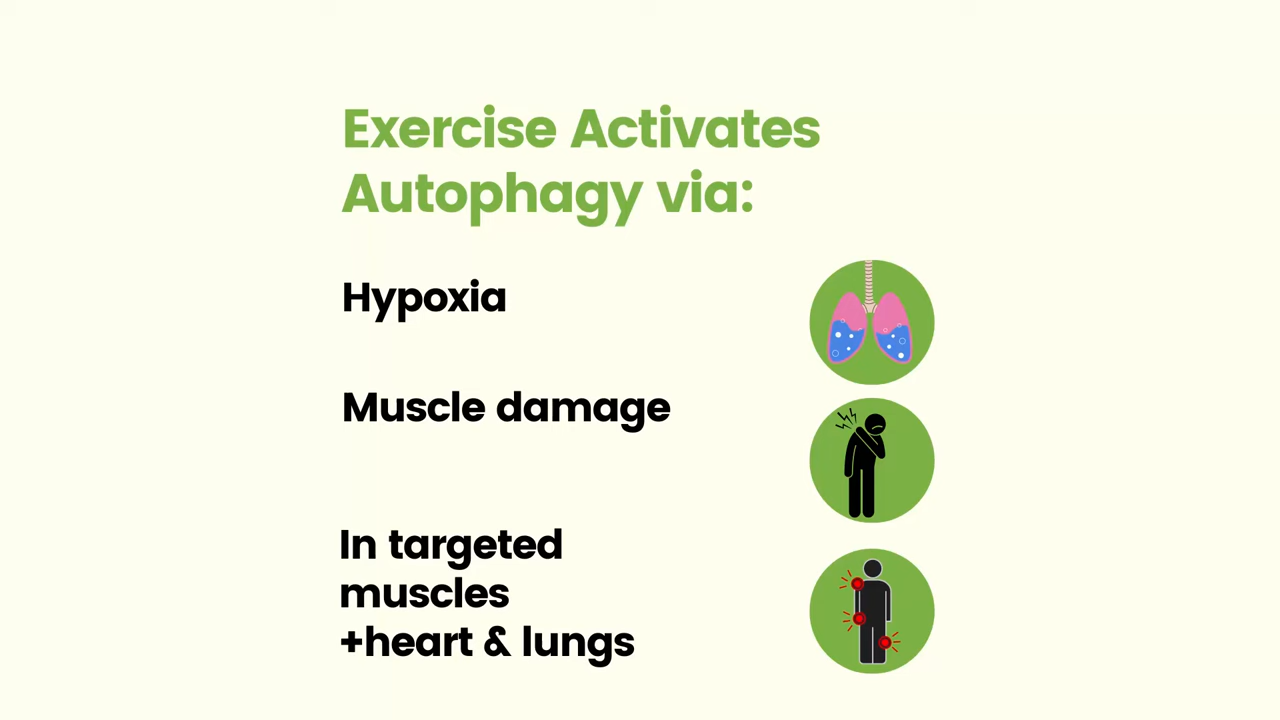 Exercise Activates
Autophagy via:
Hypoxia
Muscle damage
In targeted
muscles
+heart & lungs